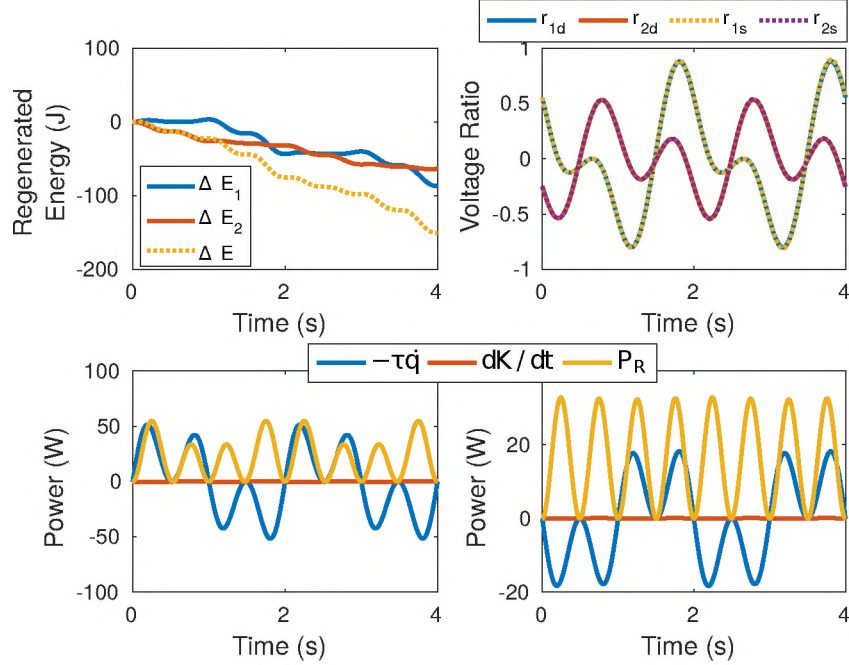 r1d r2d r1s r2s
100
0
-100
-200
Regenerated
Energy (J)
Δ E1
Δ E2
Δ E
0 2 4
Time (s)
1
0.5
0
-0.5
-1
Voltage Ratio
0 2 4
Time (s)
−τq̇ dK / dt PR
100
50
0
-50
-100
Power (W)
0 2 4
Time (s)
20
0
-20
Power (W)
0 2 4
Time (s)